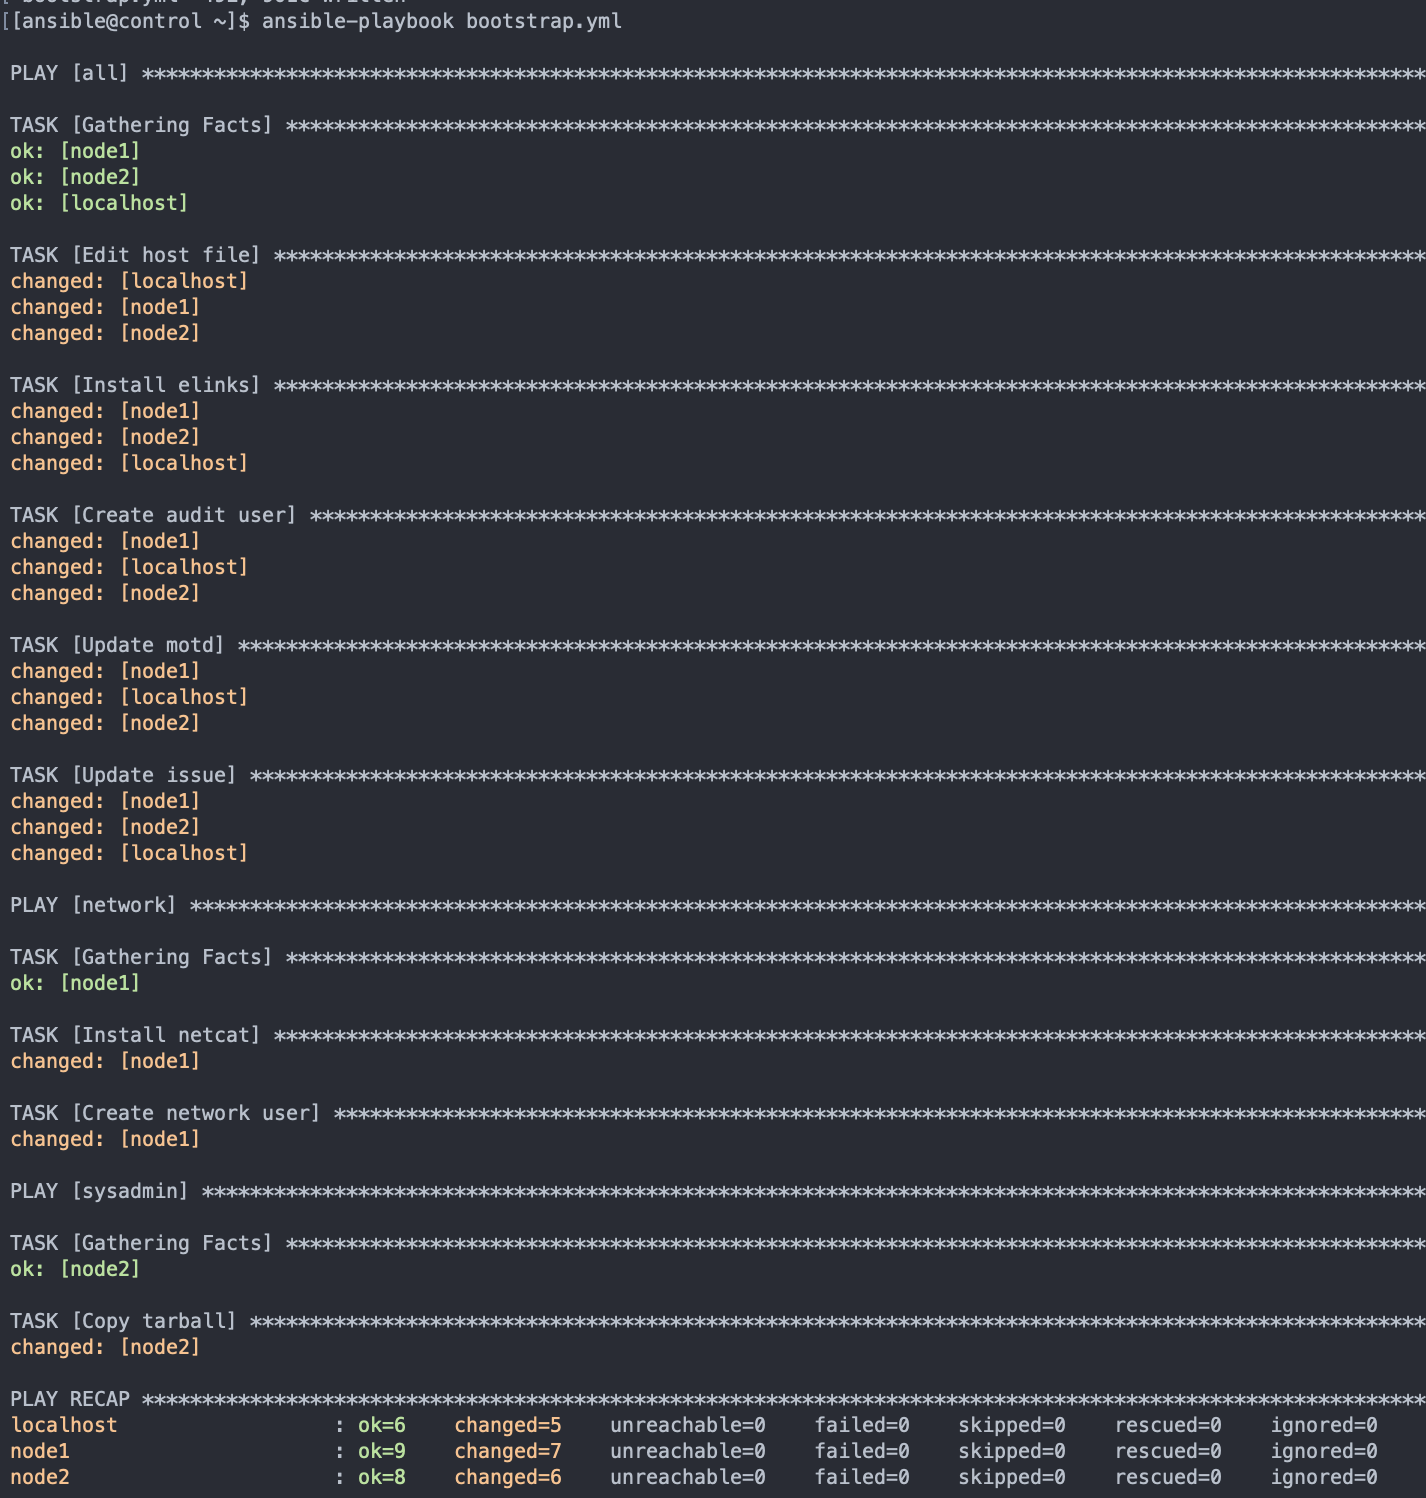 [[ansible@control ~]$ ansible-playbook bootstrap.yml
PLAY [all] ***********************************************************************************************************
TASK [Gathering Facts] ***********************************************************************************************
ok: [node1]
ok: [node2]
ok: [localhost]
TASK [Edit host file] ************************************************************************************************
changed: [localhost]
changed: [node1]
changed: [node2]
TASK [Install elinks] ************************************************************************************************
changed: [node1]
changed: [node2]
changed: [localhost]
TASK [Create audit user] *********************************************************************************************
changed: [node1]
changed: [localhost]
changed: [node2]
TASK [Update motd] ***************************************************************************************************
changed: [node1]
changed: [localhost]
changed: [node2]
TASK [Update issue] **************************************************************************************************
changed: [node1]
changed: [node2]
changed: [localhost]
PLAY [network] *******************************************************************************************************
TASK [Gathering Facts] ***********************************************************************************************
ok: [node1]
TASK [Install netcat] ************************************************************************************************
changed: [node1]
TASK [Create network user] *******************************************************************************************
changed: [node1]
PLAY [sysadmin] ******************************************************************************************************
TASK [Gathering Facts] ***********************************************************************************************
ok: [node2]
TASK [Copy tarball] **************************************************************************************************
changed: [node2]
PLAY RECAP ***********************************************************************************************************
localhost                  : ok=6    changed=5    unreachable=0    failed=0    skipped=0    rescued=0    ignored=0
node1                      : ok=9    changed=7    unreachable=0    failed=0    skipped=0    rescued=0    ignored=0
node2                      : ok=8    changed=6    unreachable=0    failed=0    skipped=0    rescued=0    ignored=0